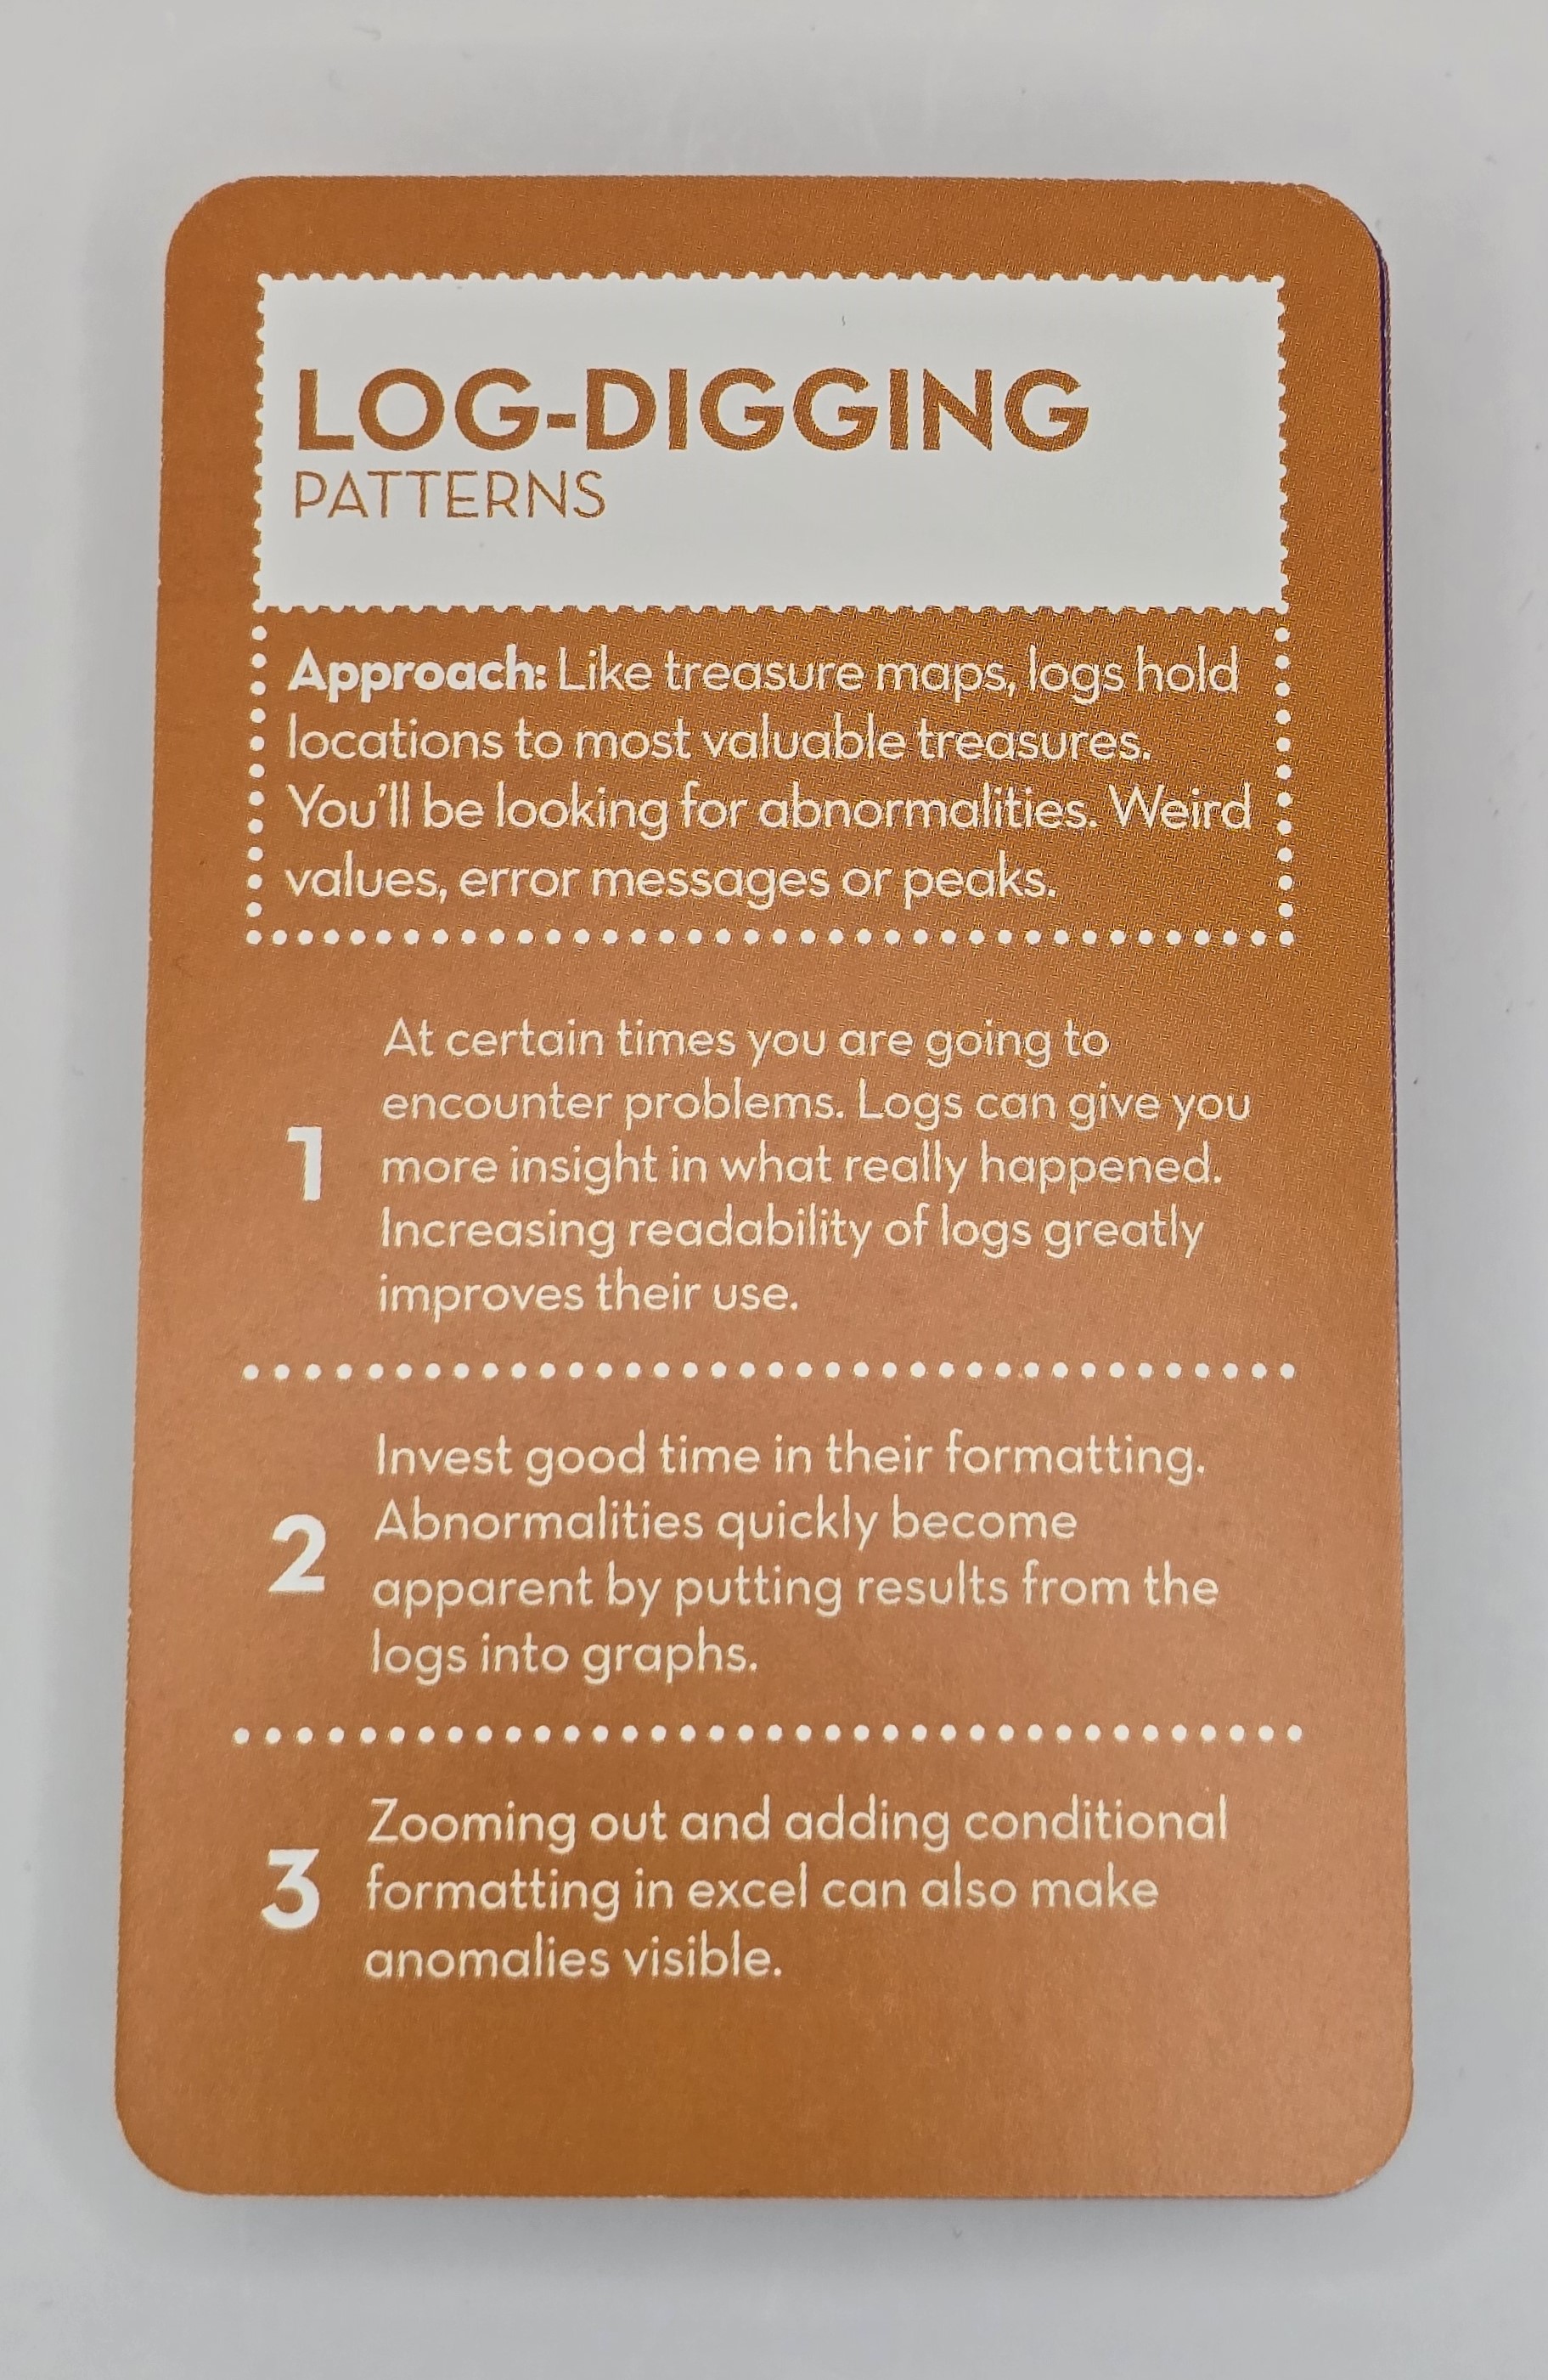 LOG-DIGGING
PATTERNS
Approach: Like treasure maps, logs hold
locations to most valuable treasures.
You'll be looking for abnormalities. Weird
values, error messages or peaks.
1
At certain times you are going to
encounter problems. Logs can give you
more insight in what really happened.
Increasing readability of logs greatly
improves their use.
2
Invest good time in their formatting.
Abnormalities quickly become
apparent by putting results from the
logs into graphs.
3
Zooming out and adding conditional
formatting in excel can also make
anomalies visible.